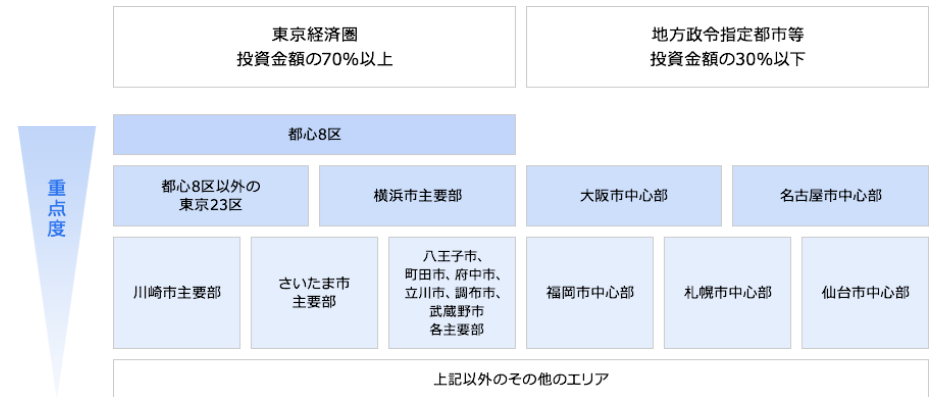 東京経済圏
投資金額の70%以上
地方政令指定都市等
投資金額の30%以下
重点度
都心8区
都心8区以外の
東京23区
横浜市主要部
大阪市中心部
名古屋市中心部
川崎市主要部
さいたま市
主要部
八王子市、
町田市、府中市、
立川市、調布市、
武蔵野市
各主要部
福岡市中心部
札幌市中心部
仙台市中心部
上記以外のその他のエリア